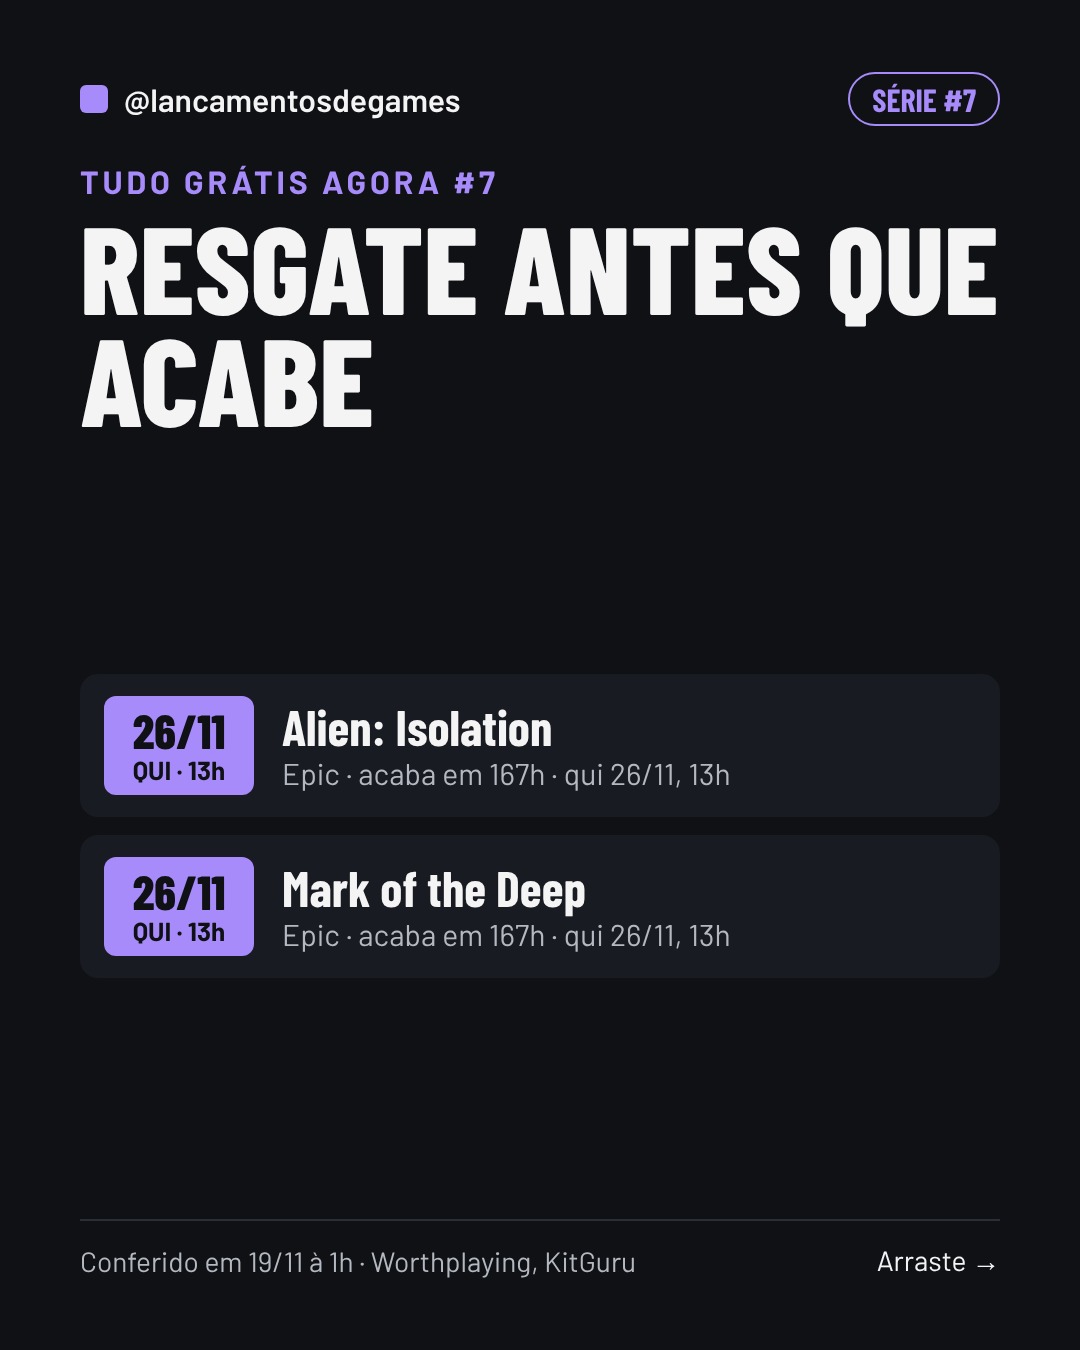 @lancamentosdegames
SÉRIE #7
TUDO GRÁTIS AGORA #7
RESGATE ANTES QUE
ACABE
26/11
QUI · 13h
Alien: Isolation
Epic · acaba em 167h · qui 26/11, 13h
26/11
QUI · 13h
Mark of the Deep
Epic · acaba em 167h · qui 26/11, 13h
Conferido em 19/11 à 1h · Worthplaying, KitGuru
Arraste →